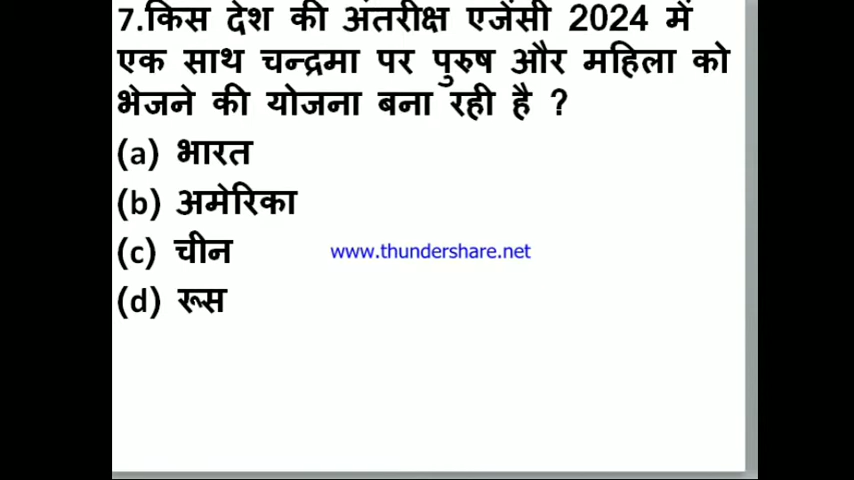 7.किस देश की अंतरीक्ष एजेंसी 2024 में
एक साथ चन्द्रमा पर पुरुष और महिला को
भेजने की योजना बना रही है ?
(a) भारत
(b) अमेरिका
(c) चीन
www.thundershare.net
(d) रूस